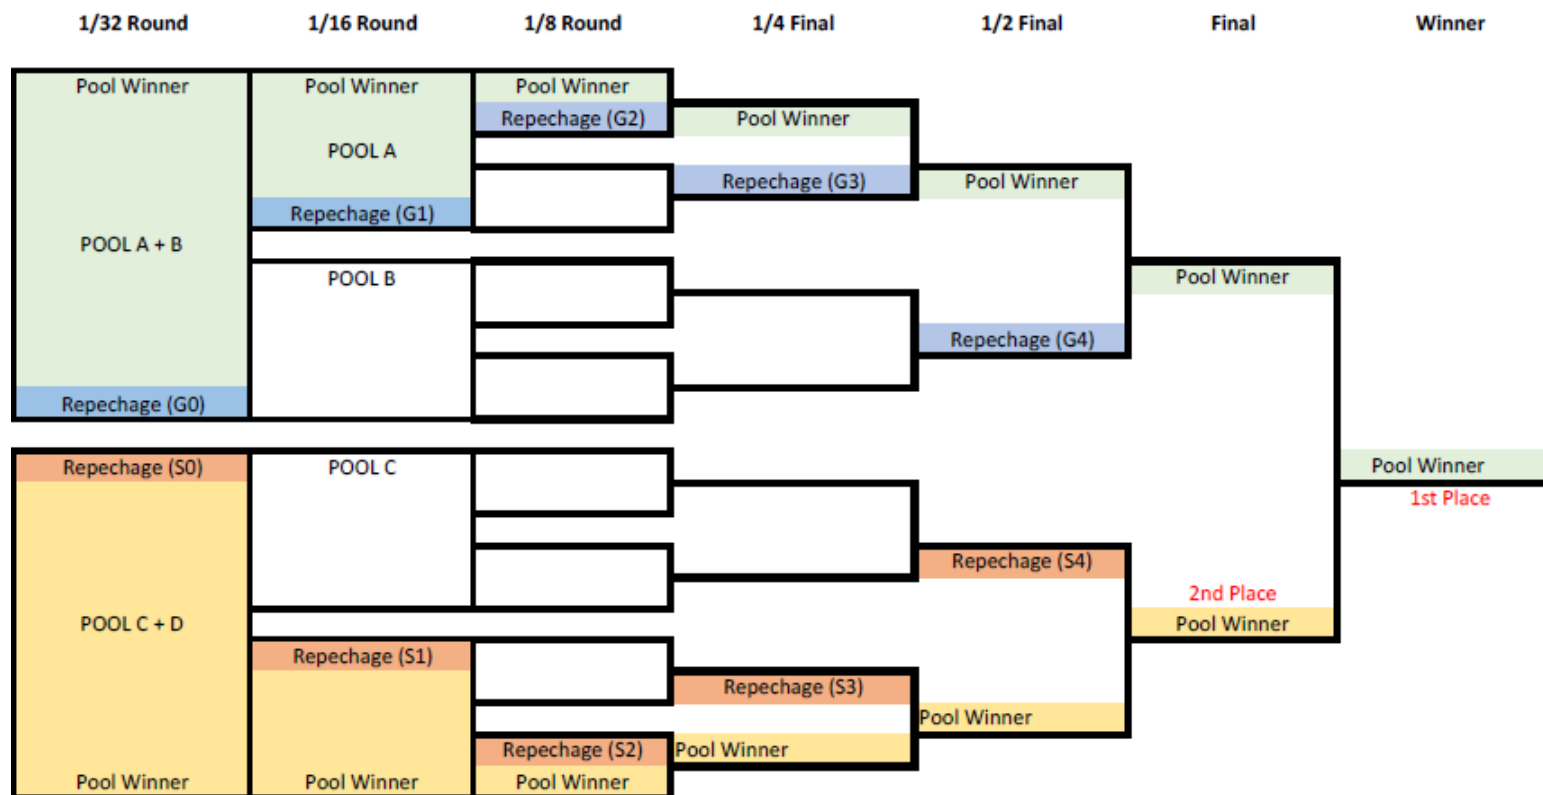 1/32 Round 1/16 Round 1/8 Round 1/4 Final 1/2 Final Final Winner
Pool Winner Pool Winner Pool Winner
Repechage (G2) Pool Winner
POOL A
Repechage (G3) Pool Winner
Repechage (G1)
POOL A + B
POOL B Pool Winner
Repechage (G4)
Repechage (G0)
Repechage (S0) POOL C Pool Winner
1st Place
Repechage (S4)
2nd Place
POOL C + D Pool Winner
Repechage (S1)
Repechage (S3)
Pool Winner
Repechage (S2) Pool Winner
Pool Winner Pool Winner Pool Winner